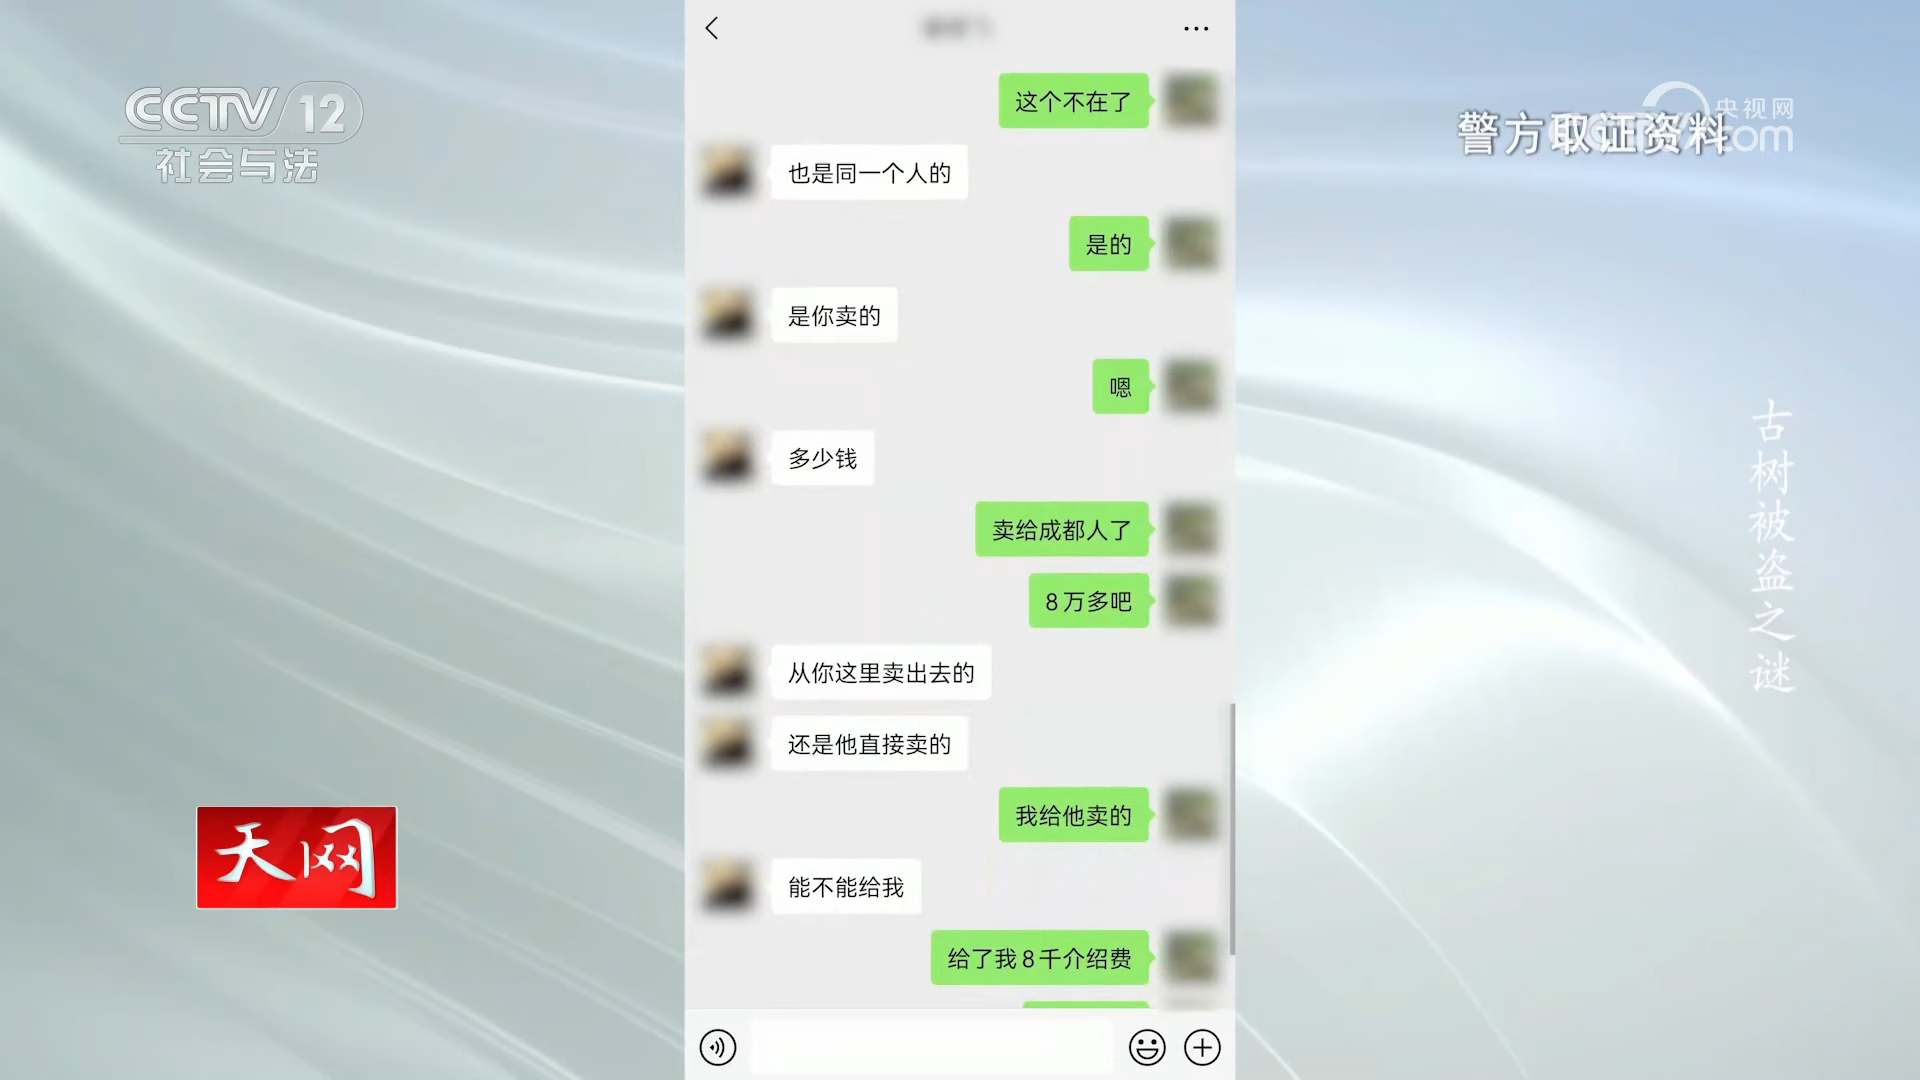 CCTV 12
社会与法
警方取证资料
央视网
com
这个不在了
也是同一个人的
是的
是你卖的
嗯
多少钱
卖给成都人了
8万多吧
从你这里卖出去的
还是他直接卖的
我给他卖的
能不能给我
给了我8千介绍费
古树被盗之谜
天网